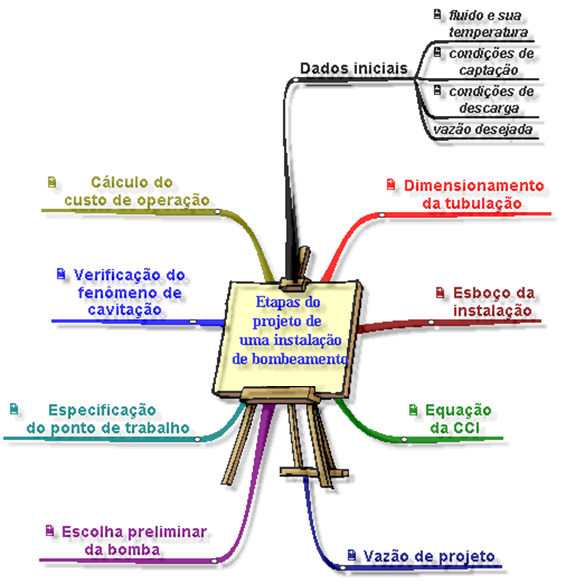 Etapas do
projeto de
uma instalação
de bombeamento
Dados iniciais
fluido e sua
temperatura
condições de
captação
condições de
descarga
vazão desejada
Dimensionamento
da tubulação
Esboço da
instalação
Equação
da CCI
Vazão de projeto
Escolha preliminar
da bomba
Especificação
do ponto de trabalho
Verificação do
fenômeno de
cavitação
Cálculo do
custo de operação